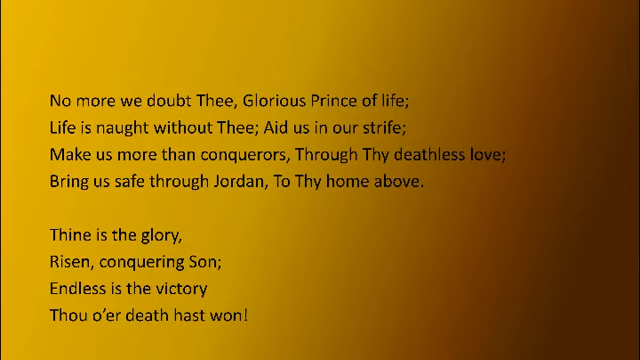 No more we doubt Thee, Glorious Prince of life;
Life is naught without Thee; Aid us in our strife;
Make us more than conquerors, Through Thy deathless love;
Bring us safe through Jordan, To Thy home above.
Thine is the glory,
Risen, conquering Son;
Endless is the victory
Thou o’er death hast won!